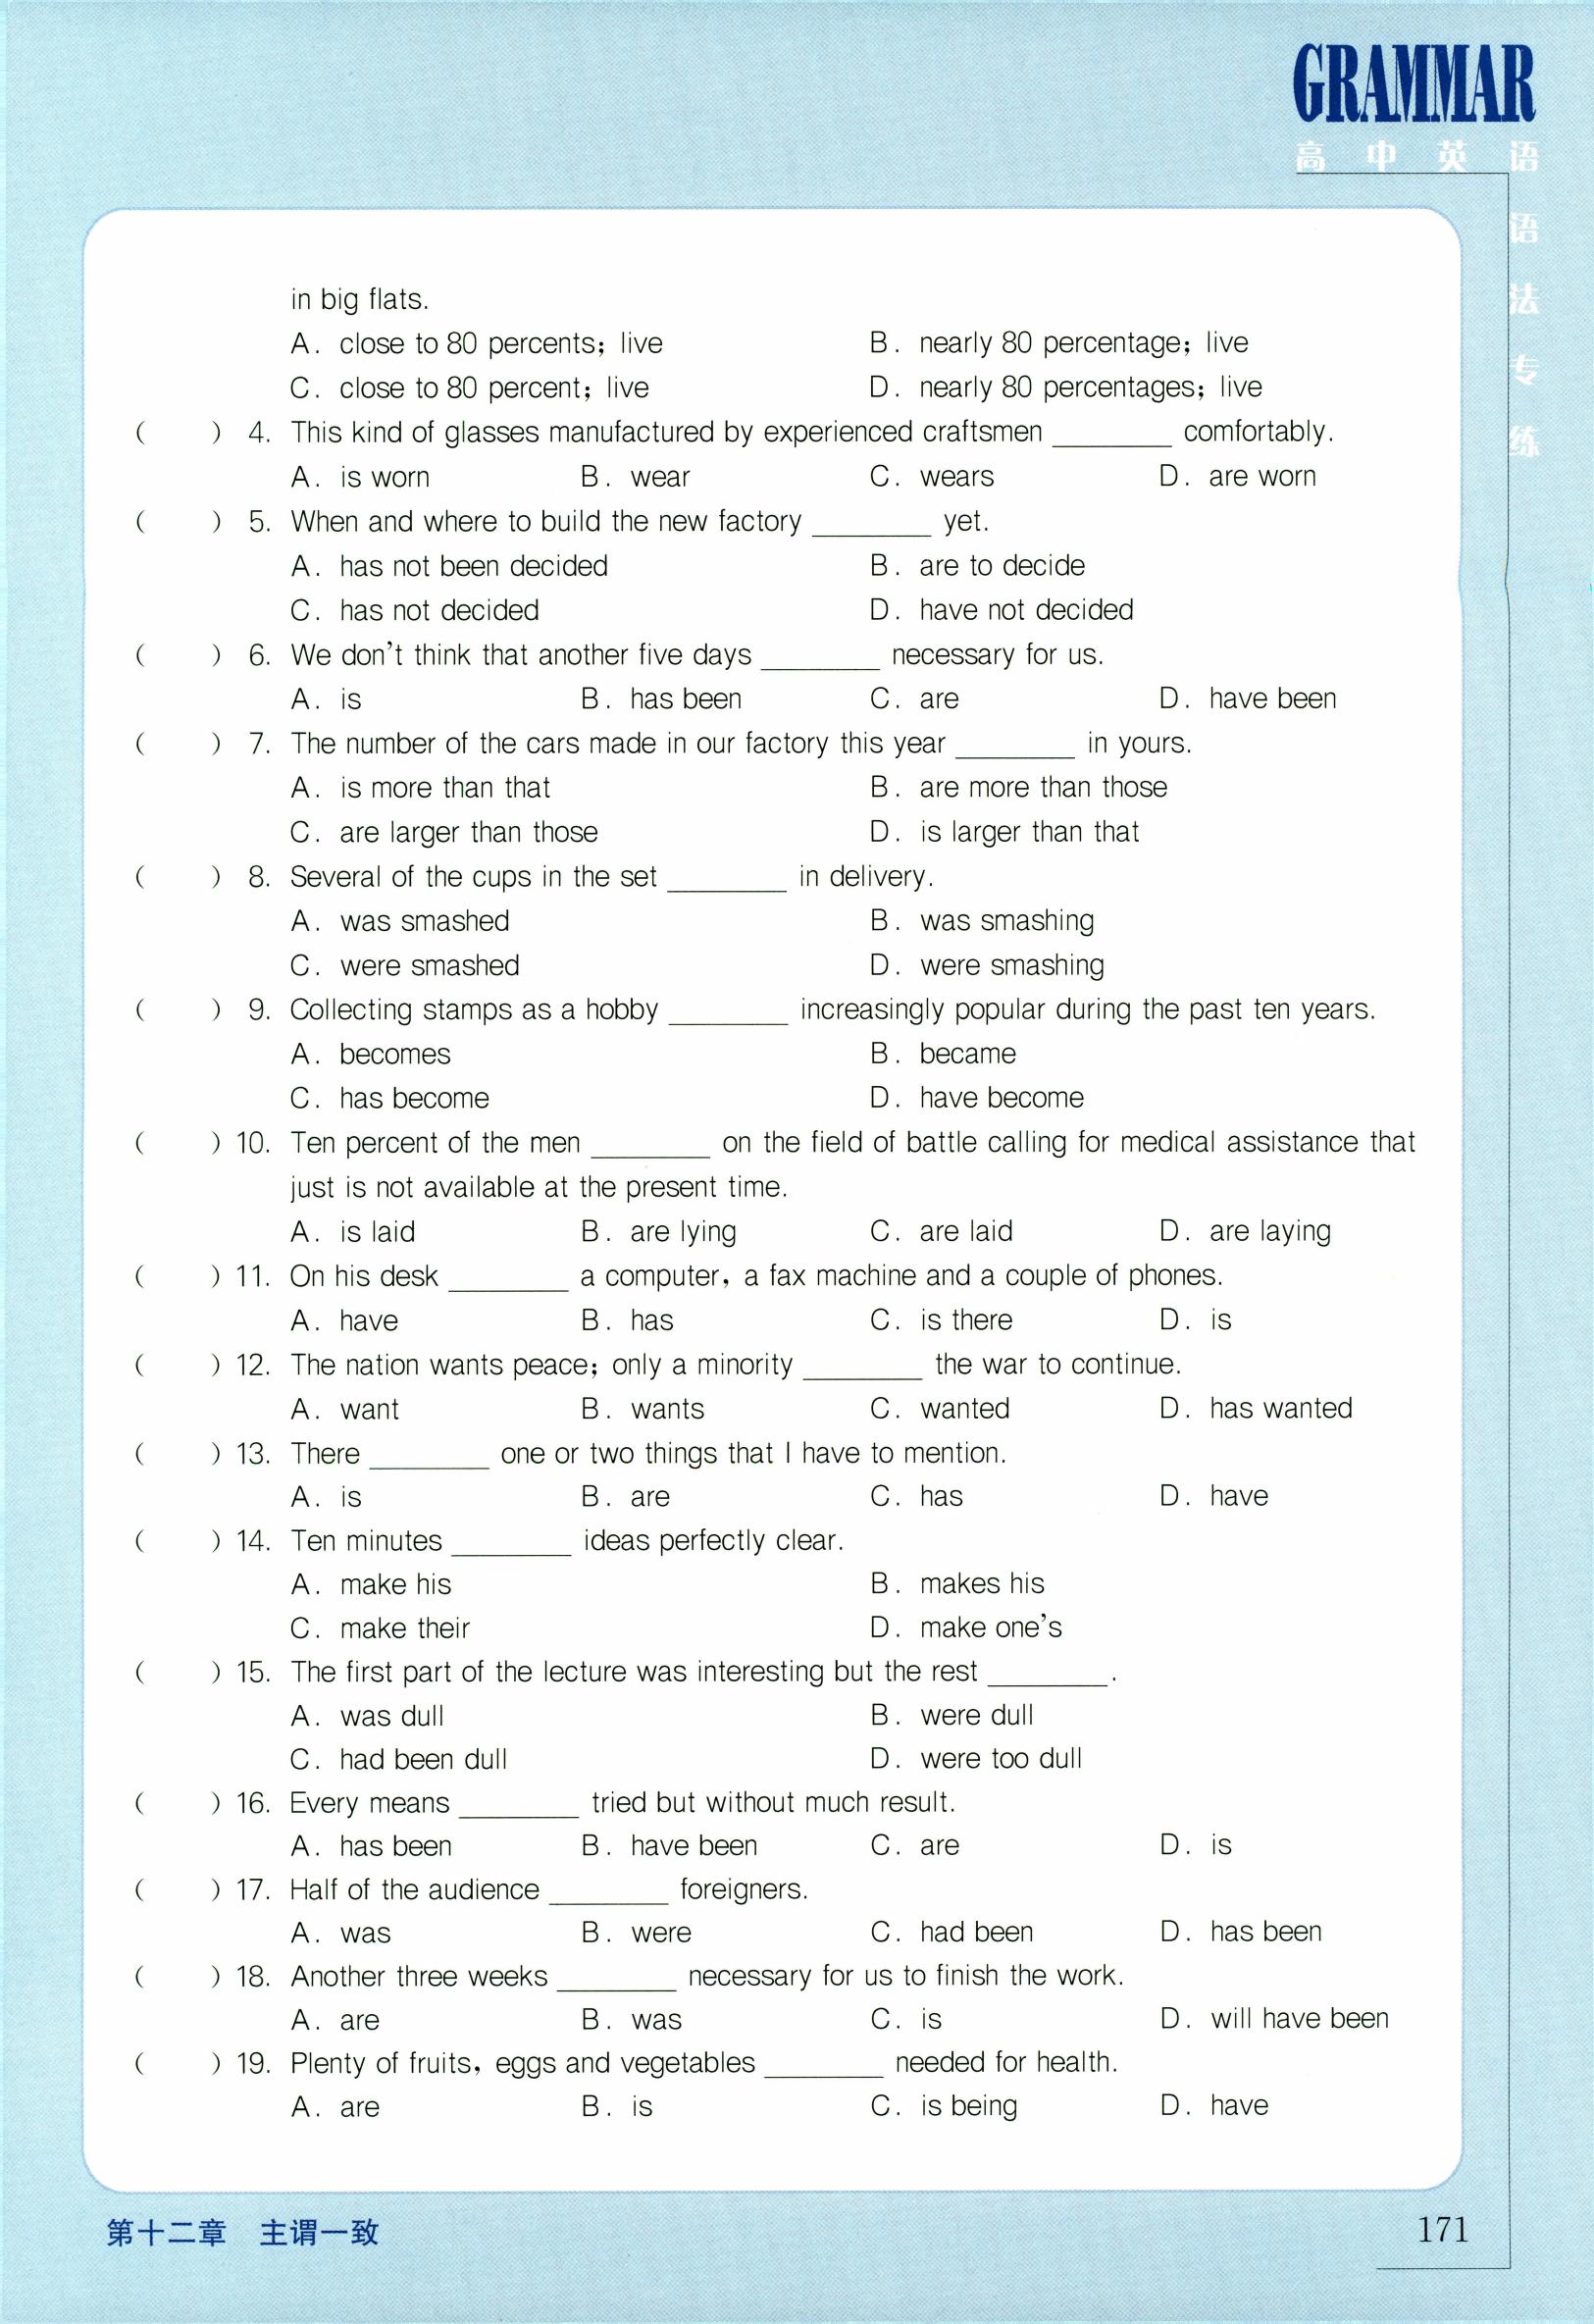 GRAMMAR
高中英语
语
法
专
练
in big flats.
A. close to 80 percents; live B. nearly 80 percentage; live
C. close to 80 percent; live D. nearly 80 percentages; live
( ) 4. This kind of glasses manufactured by experienced craftsmen ________ comfortably.
A. is worn B. wear C. wears D. are worn
( ) 5. When and where to build the new factory ________ yet.
A. has not been decided B. are to decide
C. has not decided D. have not decided
( ) 6. We don't think that another five days ________ necessary for us.
A. is B. has been C. are D. have been
( ) 7. The number of the cars made in our factory this year ________ in yours.
A. is more than that B. are more than those
C. are larger than those D. is larger than that
( ) 8. Several of the cups in the set ________ in delivery.
A. was smashed B. was smashing
C. were smashed D. were smashing
( ) 9. Collecting stamps as a hobby ________ increasingly popular during the past ten years.
A. becomes B. became
C. has become D. have become
( ) 10. Ten percent of the men ________ on the field of battle calling for medical assistance that
just is not available at the present time.
A. is laid B. are lying C. are laid D. are laying
( ) 11. On his desk ________ a computer, a fax machine and a couple of phones.
A. have B. has C. is there D. is
( ) 12. The nation wants peace; only a minority ________ the war to continue.
A. want B. wants C. wanted D. has wanted
( ) 13. There ________ one or two things that I have to mention.
A. is B. are C. has D. have
( ) 14. Ten minutes ________ ideas perfectly clear.
A. make his B. makes his
C. make their D. make one's
( ) 15. The first part of the lecture was interesting but the rest ________.
A. was dull B. were dull
C. had been dull D. were too dull
( ) 16. Every means ________ tried but without much result.
A. has been B. have been C. are D. is
( ) 17. Half of the audience ________ foreigners.
A. was B. were C. had been D. has been
( ) 18. Another three weeks ________ necessary for us to finish the work.
A. are B. was C. is D. will have been
( ) 19. Plenty of fruits, eggs and vegetables ________ needed for health.
A. are B. is C. is being D. have
第十二章 主谓一致 171